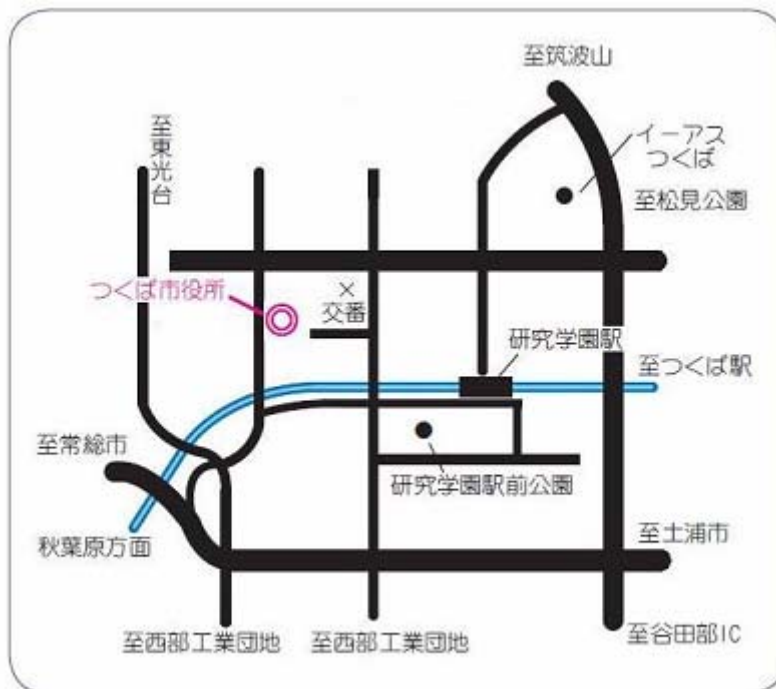 至筑波山
至東光台
イーアス
つくば
至松見公園
つくば市役所
×
交番
研究学園駅
至つくば駅
至常総市
研究学園駅前公園
秋葉原方面
至土浦市
至西部工業団地
至西部工業団地
至谷田部IC